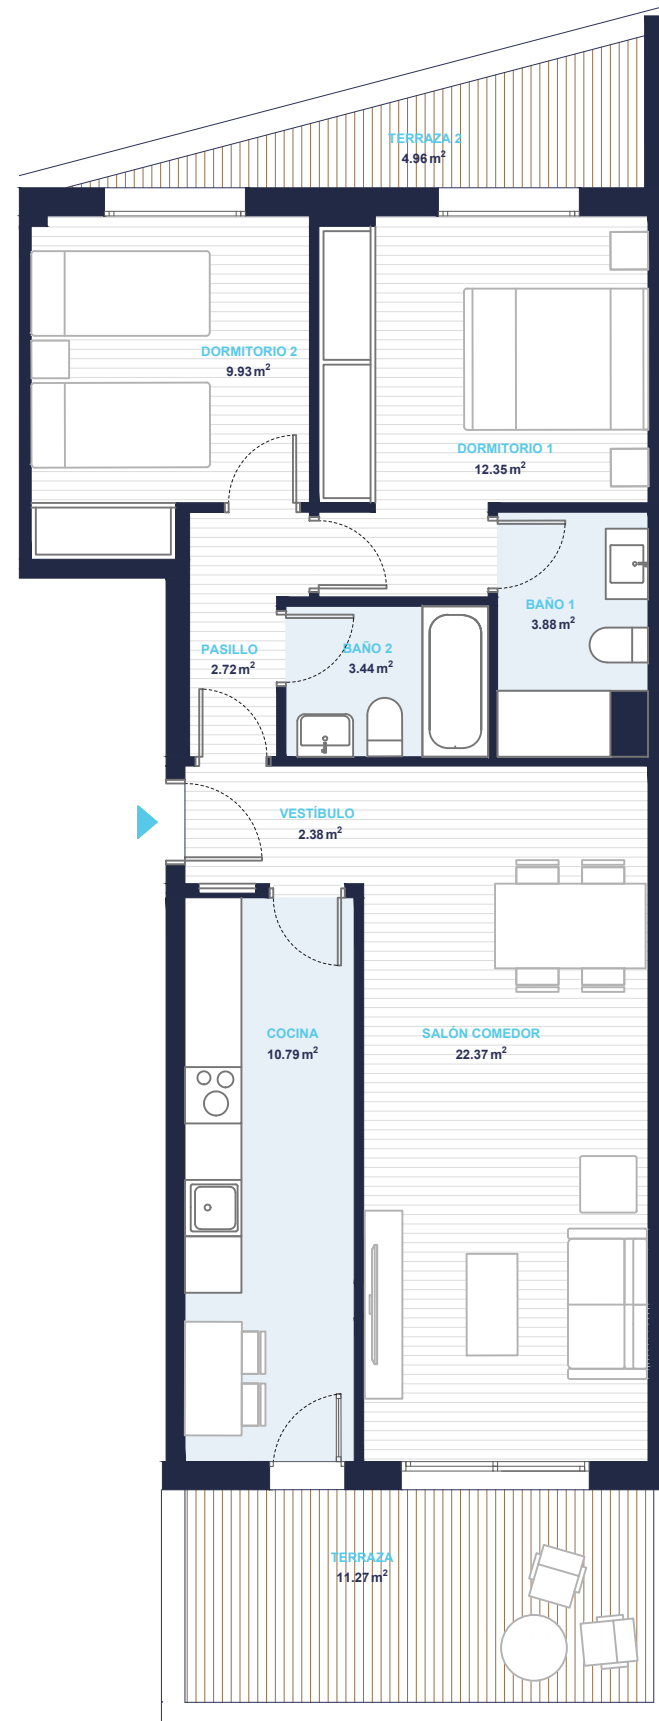 TERRAZA 2
4.96 m²
DORMITORIO 2
9.93 m²
DORMITORIO 1
12.35 m²
BAÑO 1
3.88 m²
PASILLO
2.72 m²
BAÑO 2
3.44 m²
VESTÍBULO
2.38 m²
COCINA
10.79 m²
SALÓN COMEDOR
22.37 m²
TERRAZA
11.27 m²